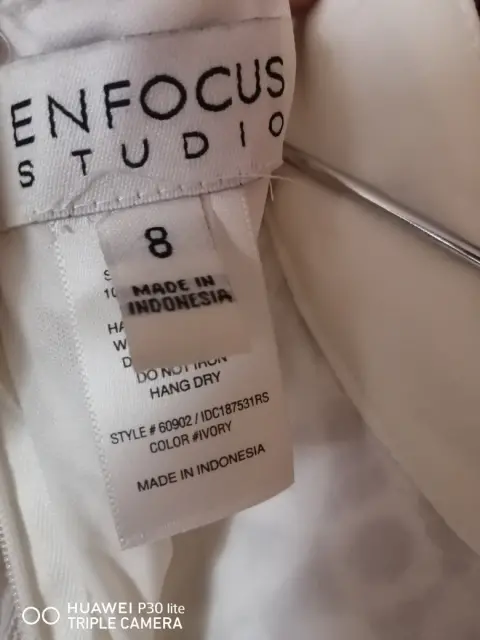 ENFOCUS
STUDIO
8
MADE IN
INDONESIA
DO NOT IRON
HANG DRY
STYLE # 60902 / IDC187531RS
COLOR #IVORY
MADE IN INDONESIA
HUAWEI P30 lite
TRIPLE CAMERA